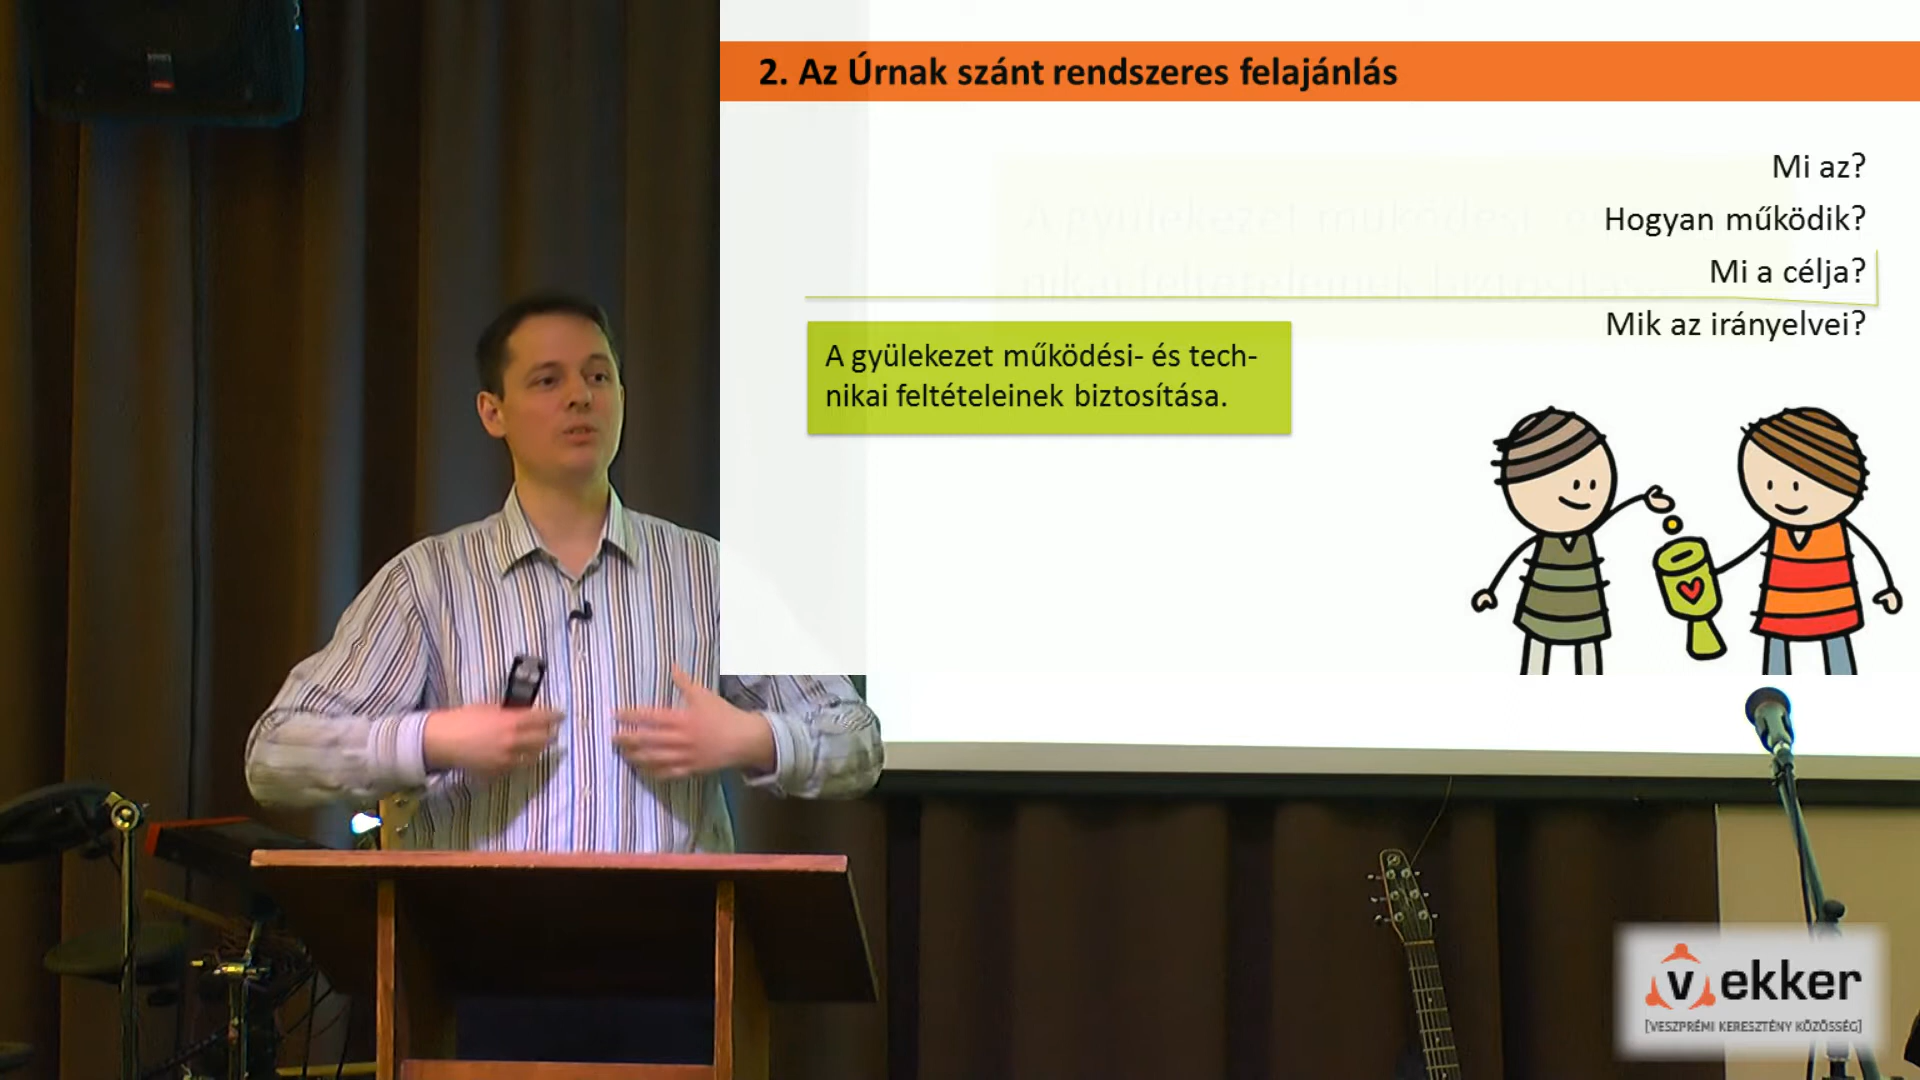 2. Az Úrnak szánt rendszeres felajánlás
Mi az?
Hogyan működik?
Mi a célja?
Mik az irányelvei?
A gyülekezet működési- és tech-
nikai feltételeinek biztosítása.
vekker
[VESZPRÉMI KERESZTÉNY KÖZÖSSÉG]